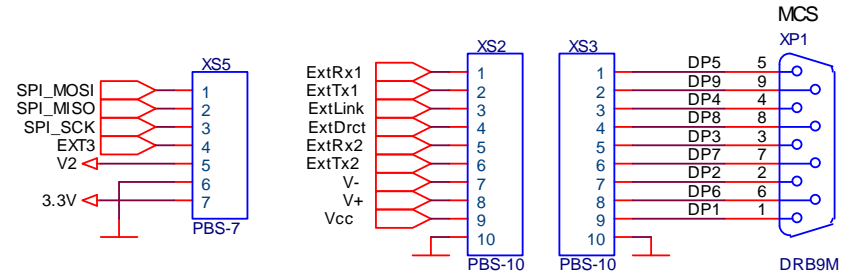 MCS
XS5
XS2
XS3
XP1
SPI_MOSI 1
SPI_MISO 2
SPI_SCK 3
EXT3 4
V2 5
6
3.3V 7
PBS-7
ExtRx1 1
ExtTx1 2
ExtLink 3
ExtDrct 4
ExtRx2 5
ExtTx2 6
V- 7
V+ 8
Vcc 9
10
PBS-10
1 DP5 5
2 DP9 9
3 DP4 4
4 DP8 8
5 DP3 3
6 DP7 7
7 DP2 2
8 DP6 6
9 DP1 1
10
PBS-10
DRB9M